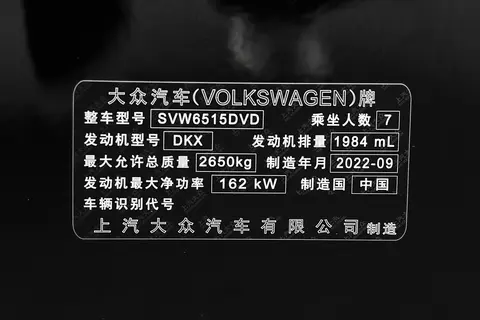 大众汽车(VOLKSWAGEN)牌
整车型号 SVW6515DVD 乘坐人数 7
发动机型号 DKX 发动机排量 1984 mL
最大允许总质量 2650kg 制造年月 2022-09
发动机最大净功率 162 kW 制造国 中国
车辆识别代号
上汽大众汽车有限公司 制造